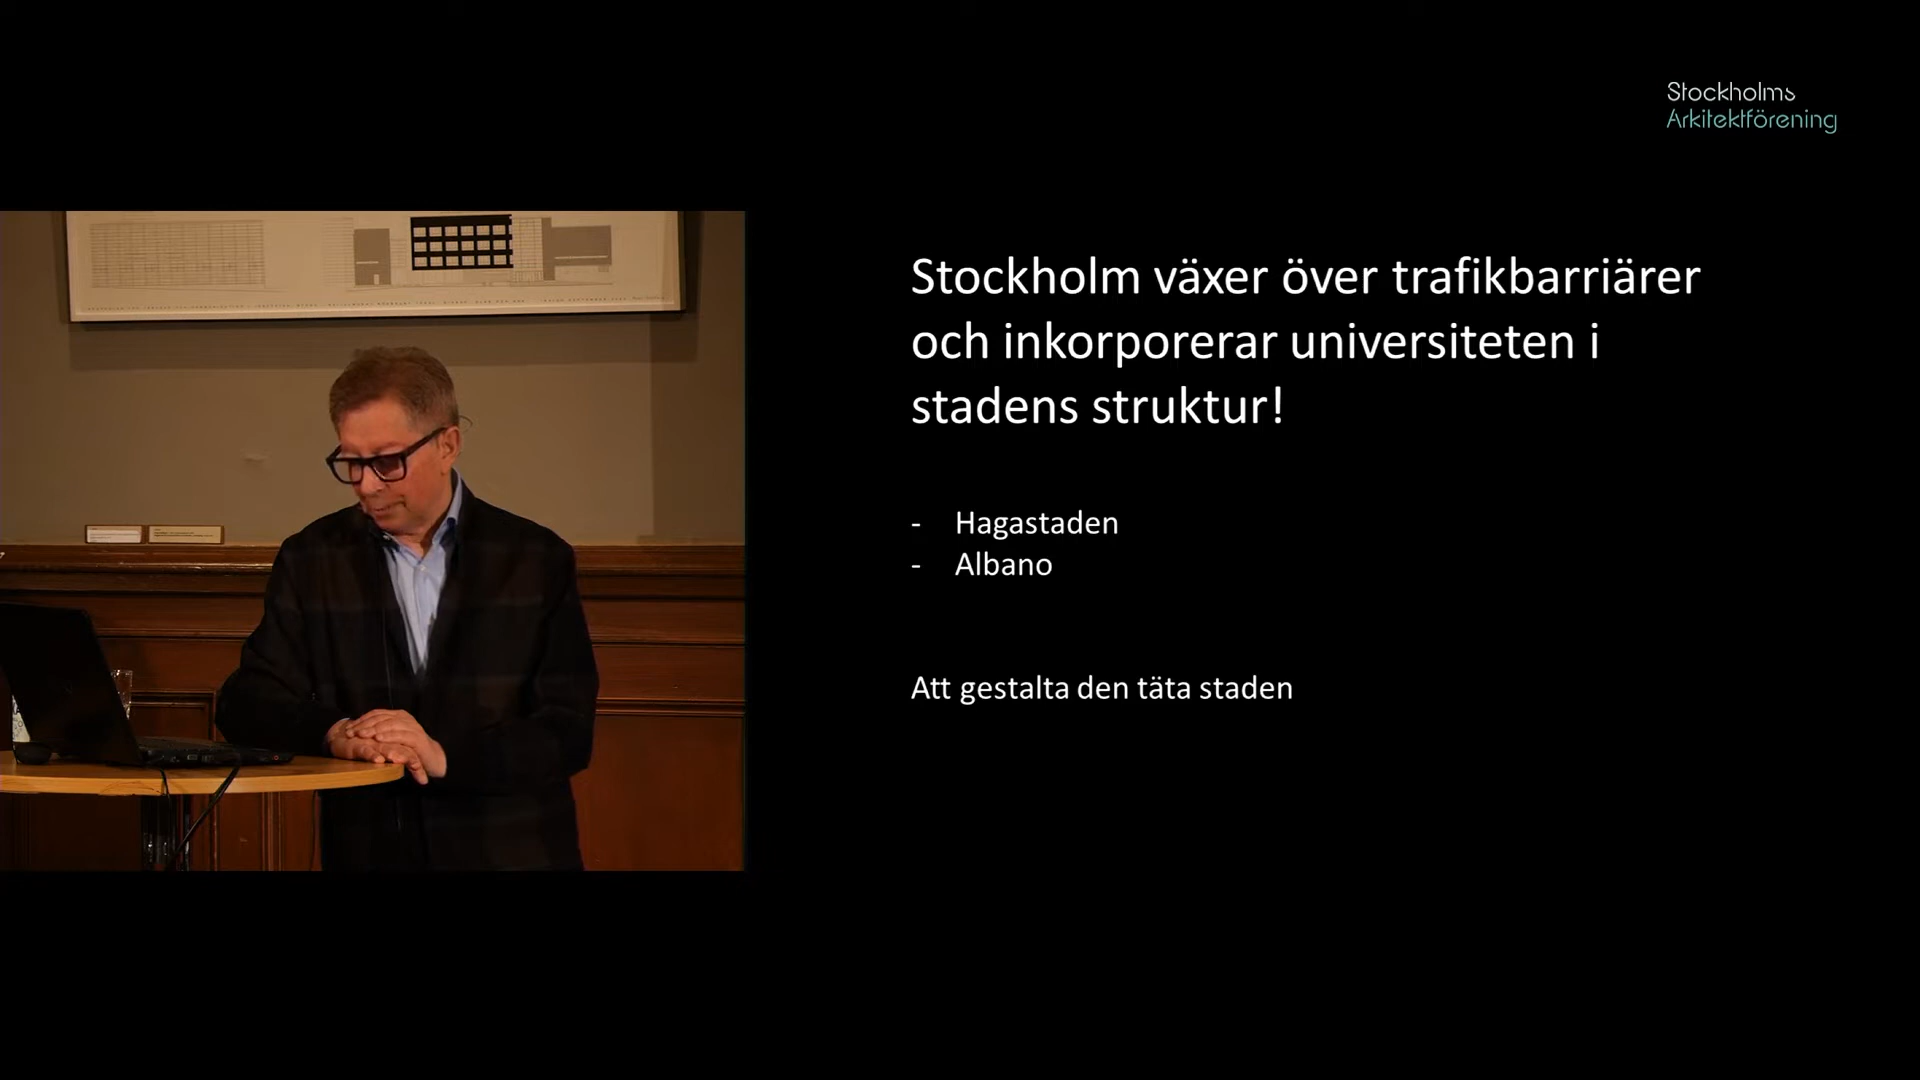 Stockholms
Arkitektförening
Stockholm växer över trafikbarriärer
och inkorporerar universiteten i
stadens struktur!
- Hagastaden
- Albano
Att gestalta den täta staden